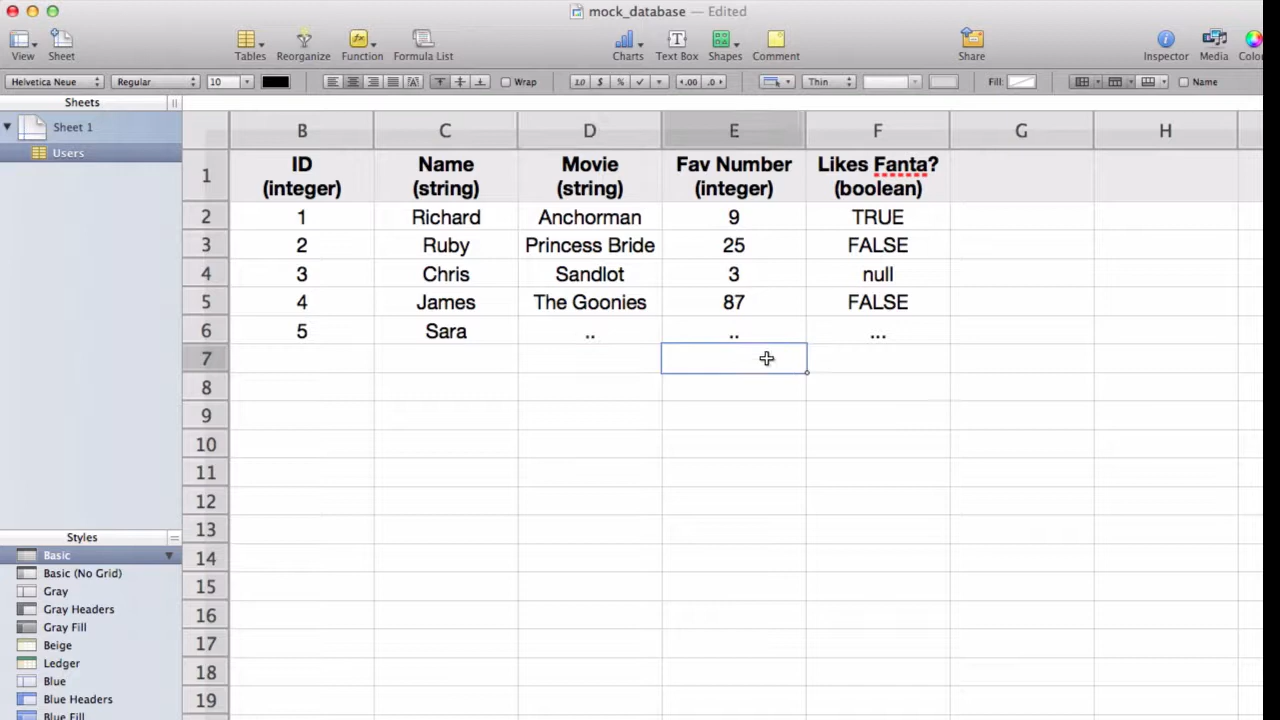 mock_database — Edited
View
Sheet
Tables
Reorganize
Function
Formula List
Charts
Text Box
Shapes
Comment
Share
Inspector
Media
Helvetica Neue Regular 10 Wrap 1.0 $ % Thin Fill: Name
Sheets
Sheet 1
Users
B C D E F G H
1 ID (integer) Name (string) Movie (string) Fav Number (integer) Likes Fanta? (boolean)
2 1 Richard Anchorman 9 TRUE
3 2 Ruby Princess Bride 25 FALSE
4 3 Chris Sandlot 3 null
5 4 James The Goonies 87 FALSE
6 5 Sara .. .. ...
7
8
9
10
11
12
13
14
15
16
17
18
19
Styles
Basic
Basic (No Grid)
Gray
Gray Headers
Gray Fill
Beige
Ledger
Blue
Blue Headers
Blue Fill